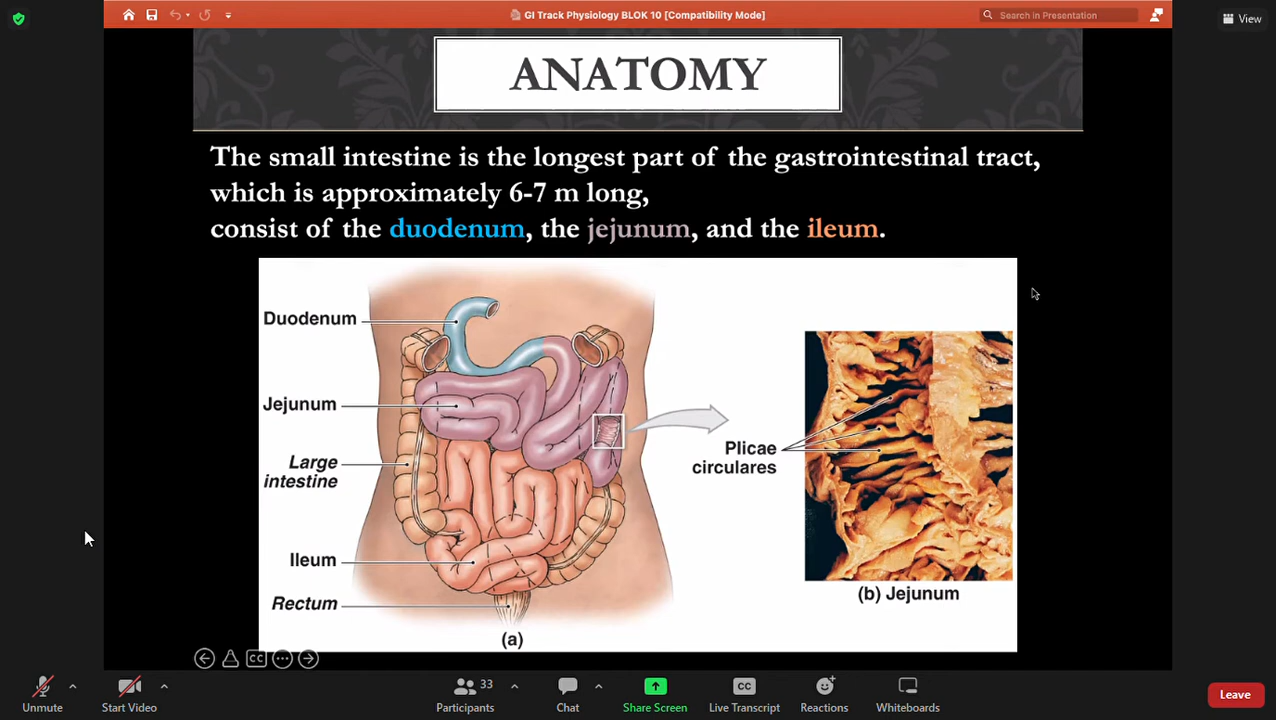 GI Track Physiology BLOK 10 [Compatibility Mode]
Search in Presentation
View
ANATOMY
The small intestine is the longest part of the gastrointestinal tract,
which is approximately 6-7 m long,
consist of the duodenum, the jejunum, and the ileum.
Duodenum
Jejunum
Large
intestine
Ileum
Rectum
(a)
Plicae
circulares
(b) Jejunum
CC
Unmute
Start Video
33
Participants
Chat
Share Screen
CC
Live Transcript
Reactions
Whiteboards
Leave